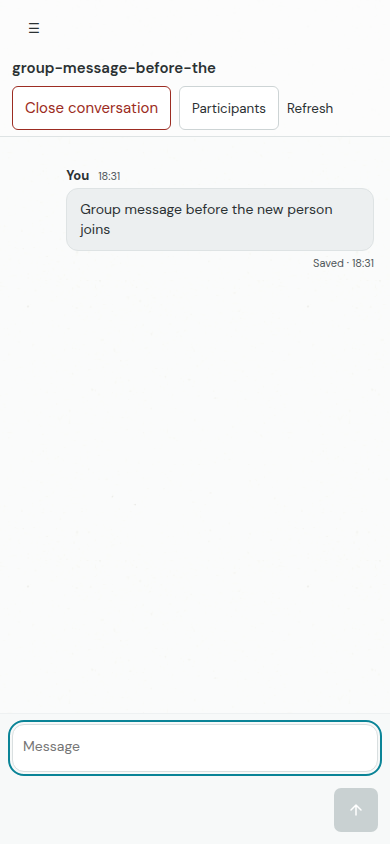 ☰
group-message-before-the
Close conversation Participants Refresh
You 18:31
Group message before the new person
joins
Saved · 18:31
Message
↑